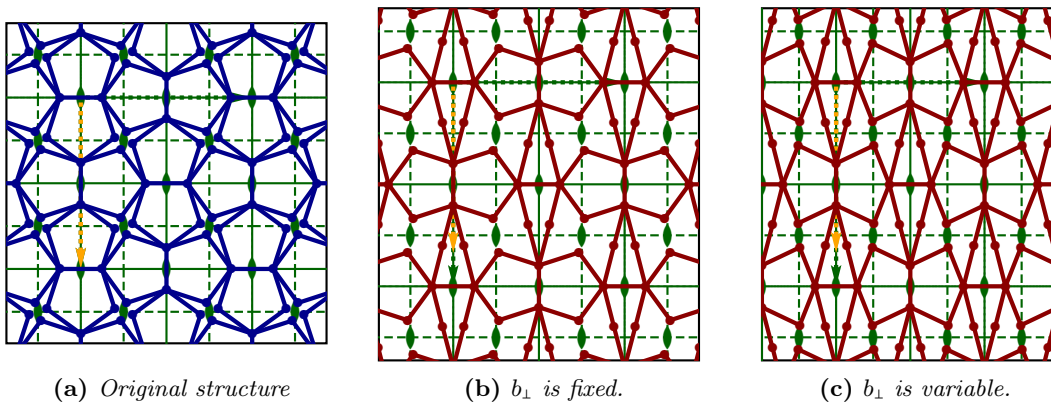 (a) Original structure
(b) b⊥ is fixed.
(c) b⊥ is variable.